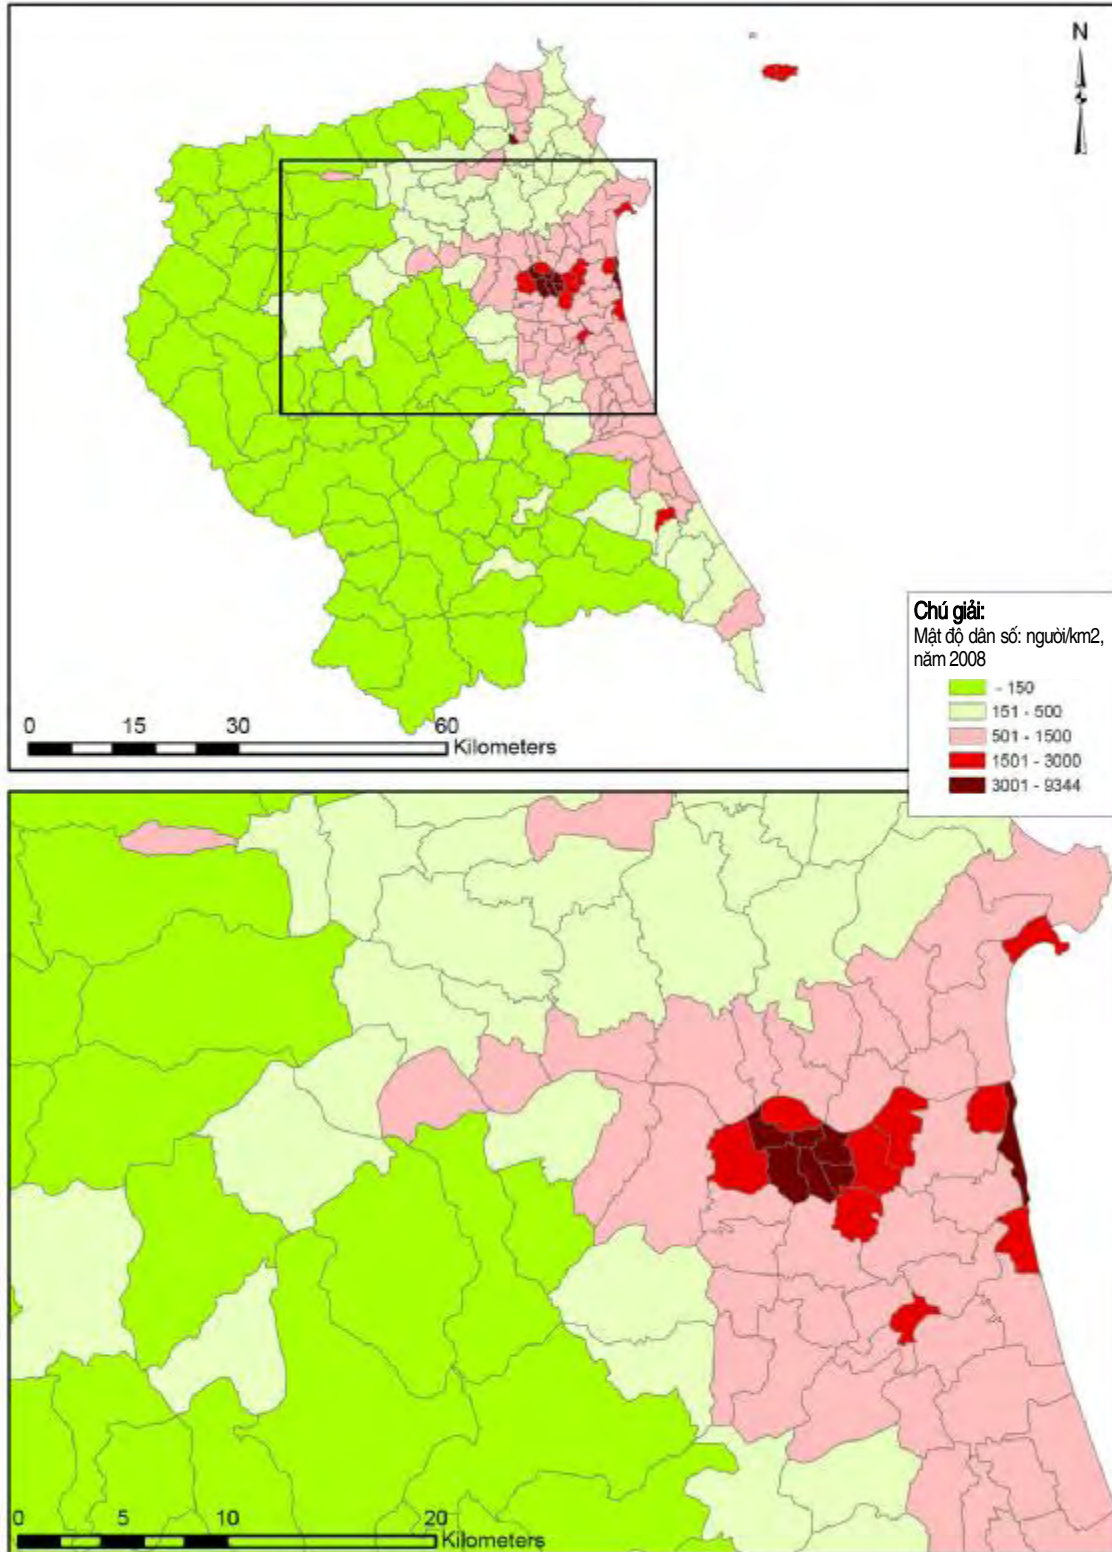 N
Chú giải:
Mật độ dân số: người/km2,
năm 2008
- 150
151 - 500
501 - 1500
1501 - 3000
3001 - 9344
0 15 30 60
Kilometers
0 5 10 20
Kilometers